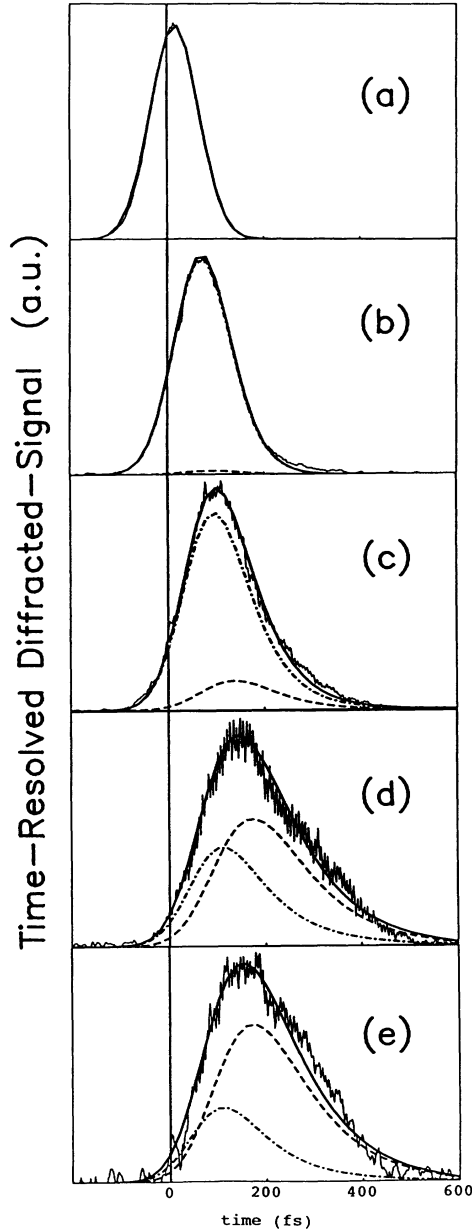 Time-Resolved Diffracted-Signal (a.u.)
(a)
(b)
(c)
(d)
(e)
0 200 400 600
time (fs)